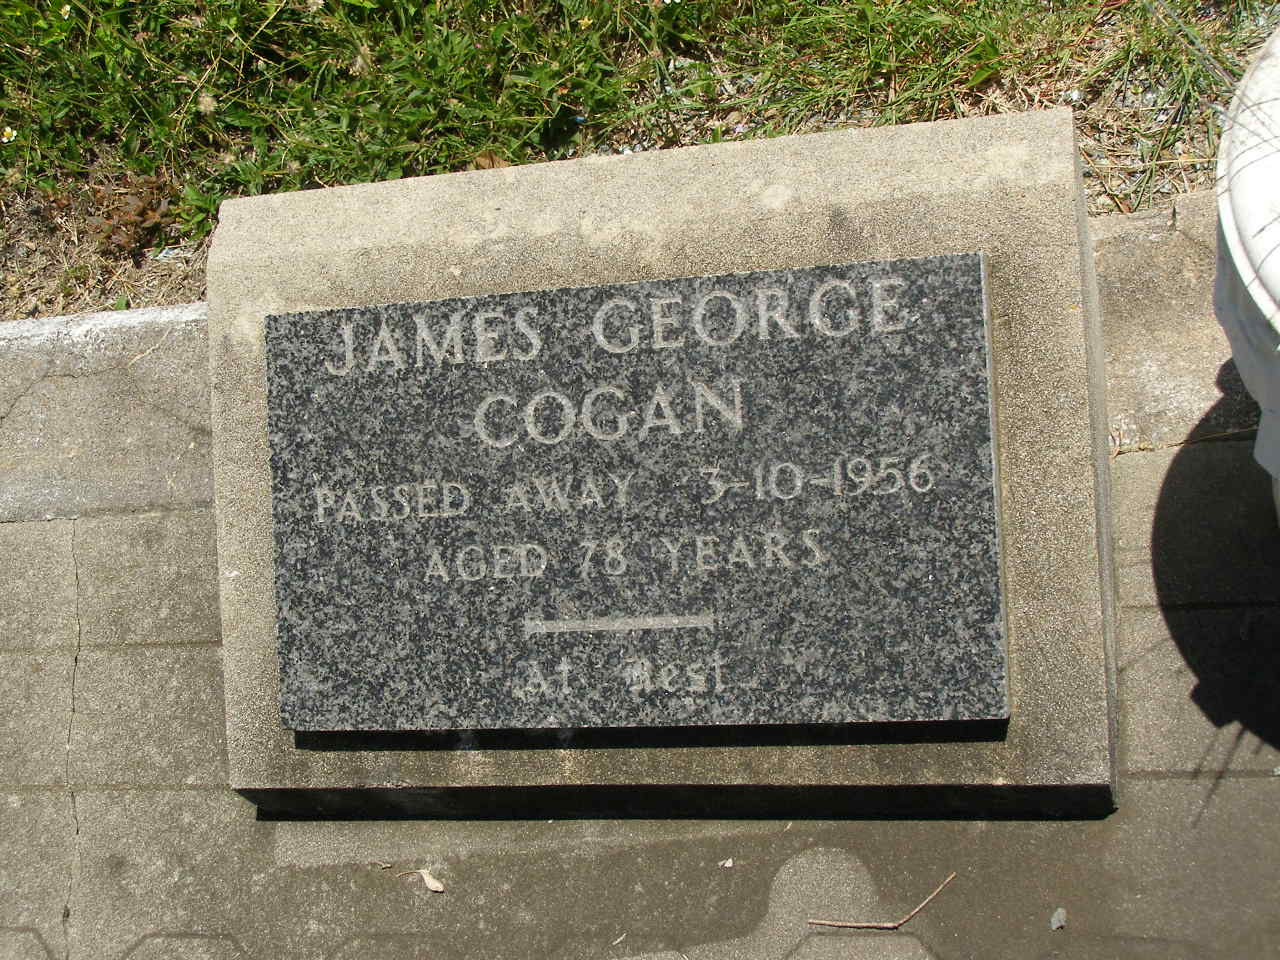 JAMES GEORGE
COGAN
PASSED AWAY 3-10-1956
AGED 78 YEARS
At Rest